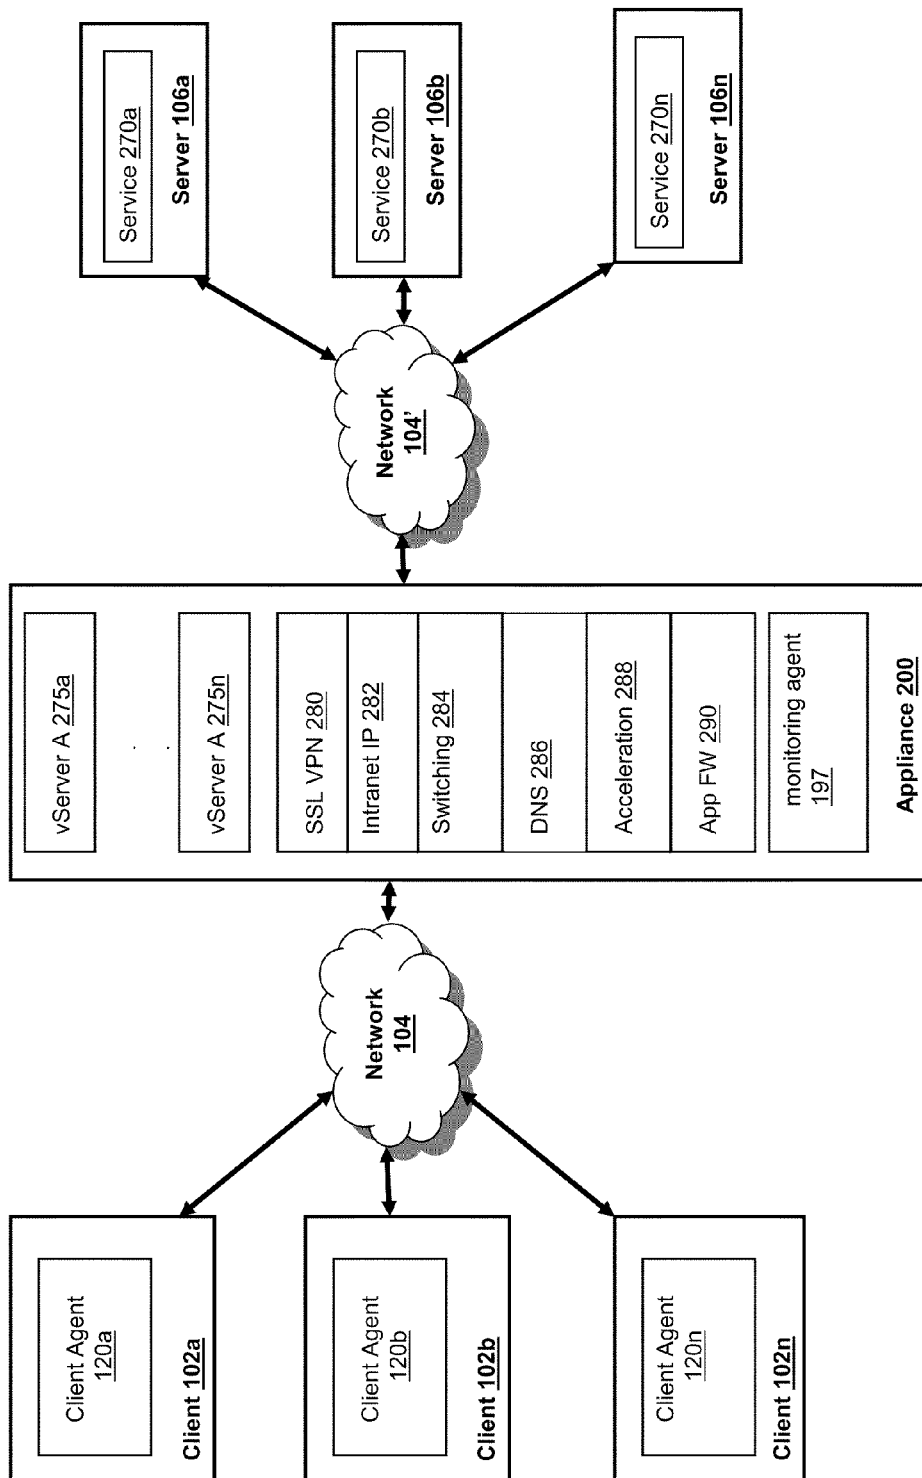 Client Agent
120a
Client 102a
Client Agent
120b
Client 102b
Client Agent
120n
Client 102n
Network
104
vServer A 275a
vServer A 275n
SSL VPN 280
Intranet IP 282
Switching 284
DNS 286
Acceleration 288
App FW 290
monitoring agent
197
Appliance 200
Network
104'
Service 270a
Server 106a
Service 270b
Server 106b
Service 270n
Server 106n